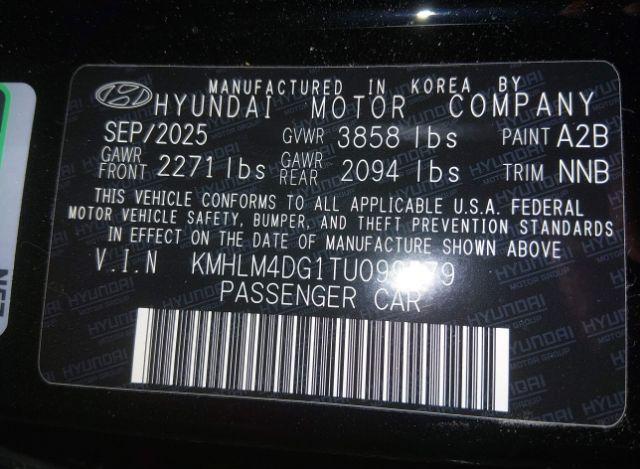 MANUFACTURED IN KOREA BY
HYUNDAI MOTOR COMPANY
SEP/2025 GVWR 3858 lbs PAINT A2B
GAWR FRONT 2271 lbs GAWR REAR 2094 lbs TRIM NNB
THIS VEHICLE CONFORMS TO ALL APPLICABLE U.S.A. FEDERAL
MOTOR VEHICLE SAFETY, BUMPER, AND THEFT PREVENTION STANDARDS
IN EFFECT ON THE DATE OF MANUFACTURE SHOWN ABOVE
V.I.N
PASSENGER CAR